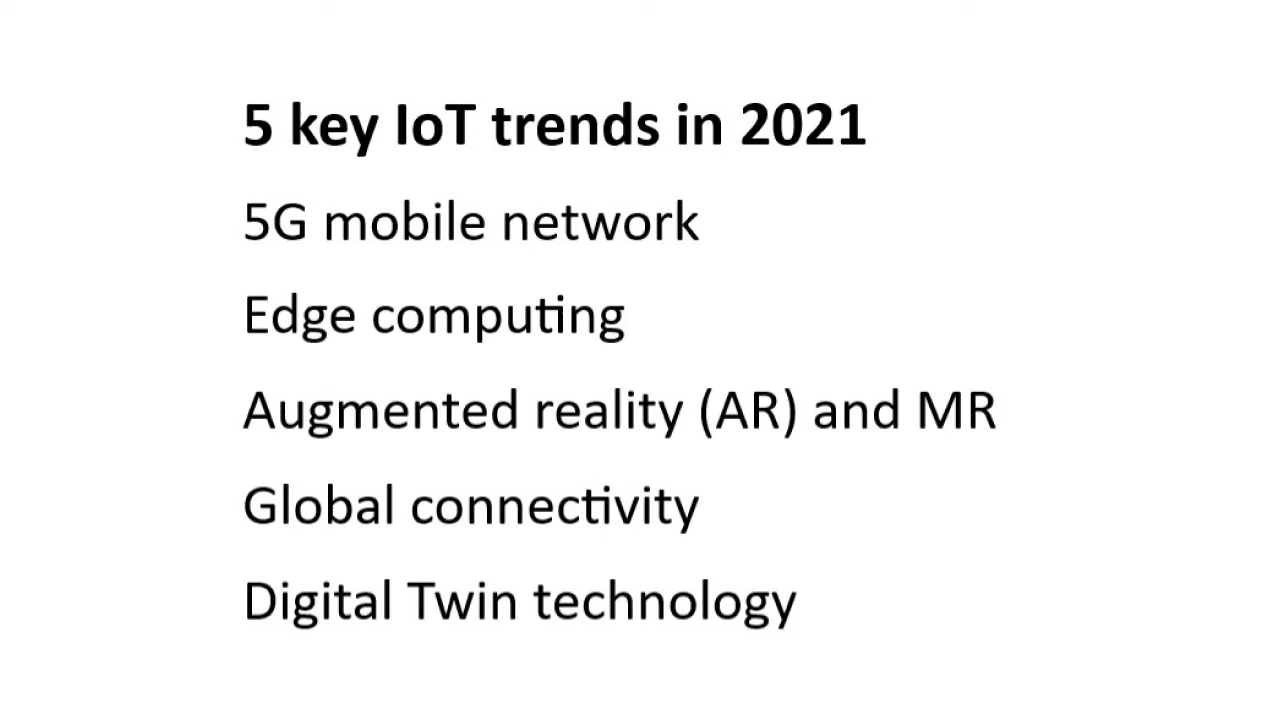 5 key IoT trends in 2021
5G mobile network
Edge computing
Augmented reality (AR) and MR
Global connectivity
Digital Twin technology